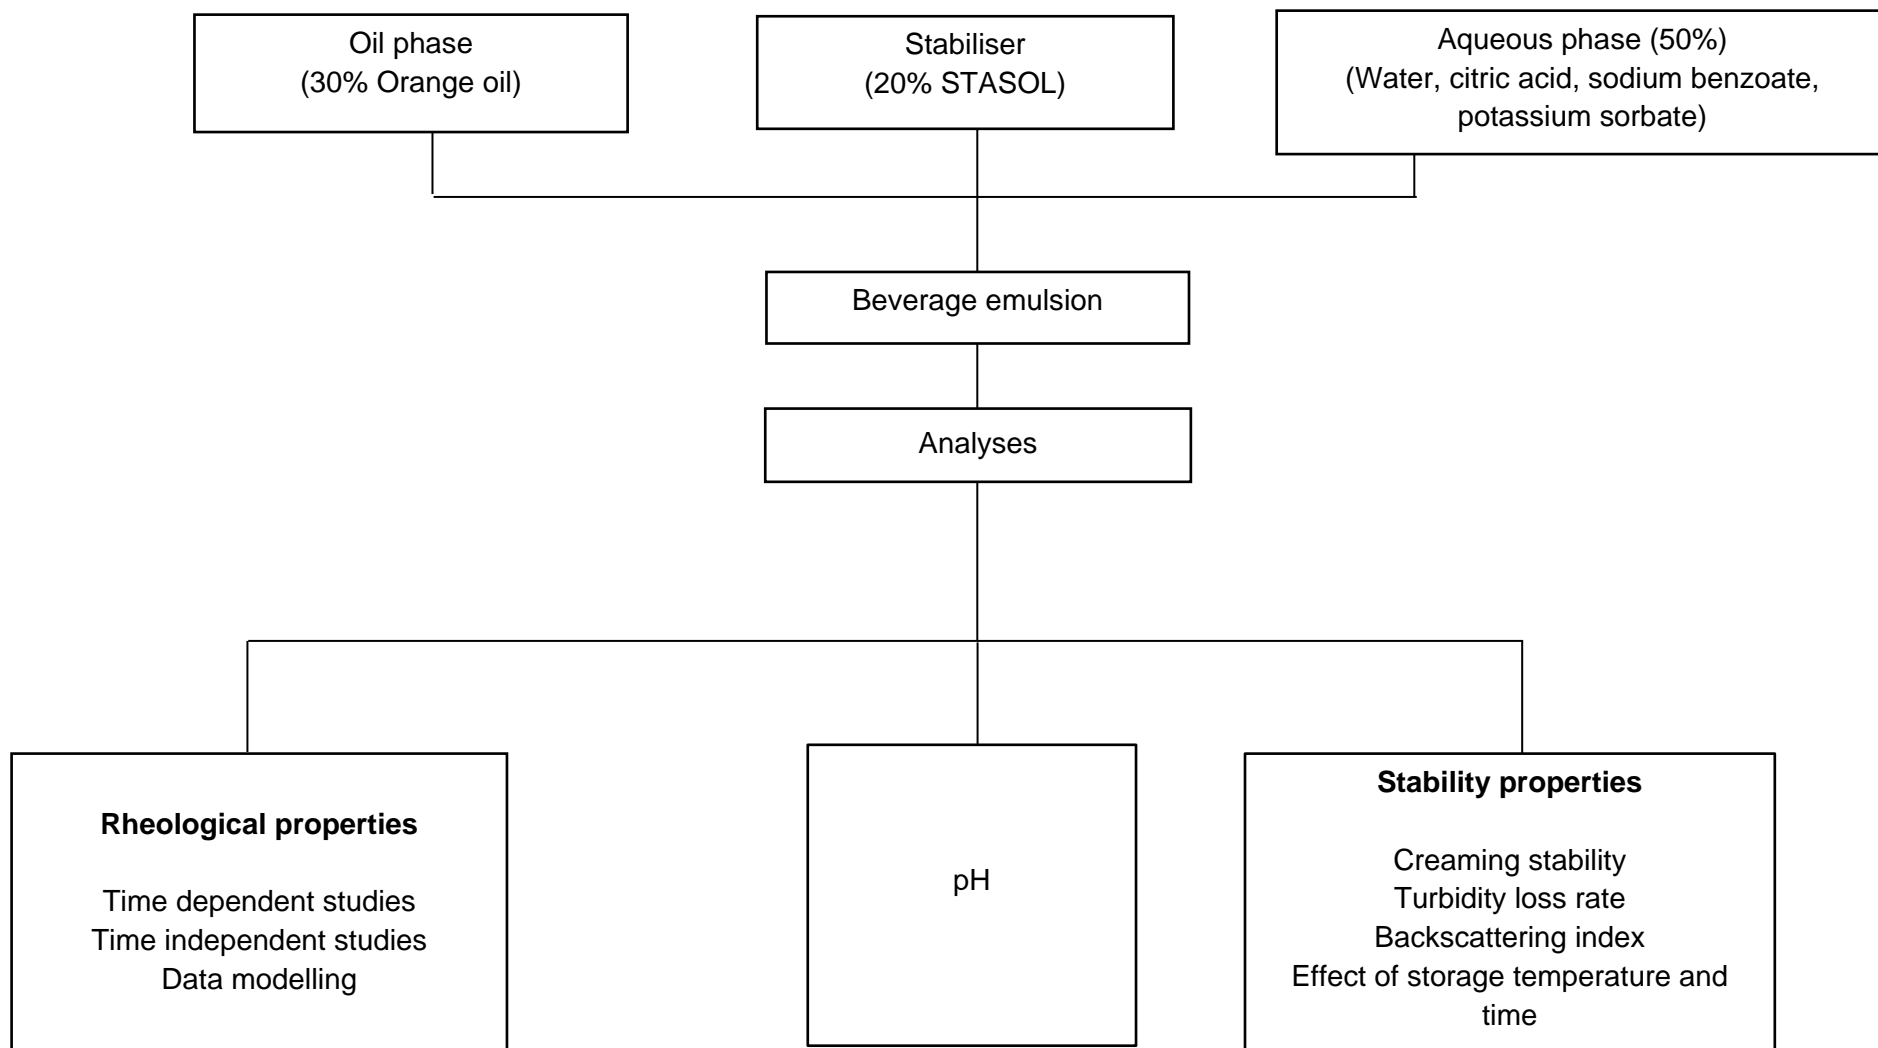 Oil phase
(30% Orange oil)
Stabiliser
(20% STASOL)
Aqueous phase (50%)
(Water, citric acid, sodium benzoate,
potassium sorbate)
Beverage emulsion
Analyses
Rheological properties
Time dependent studies
Time independent studies
Data modelling
pH
Stability properties
Creaming stability
Turbidity loss rate
Backscattering index
Effect of storage temperature and
time